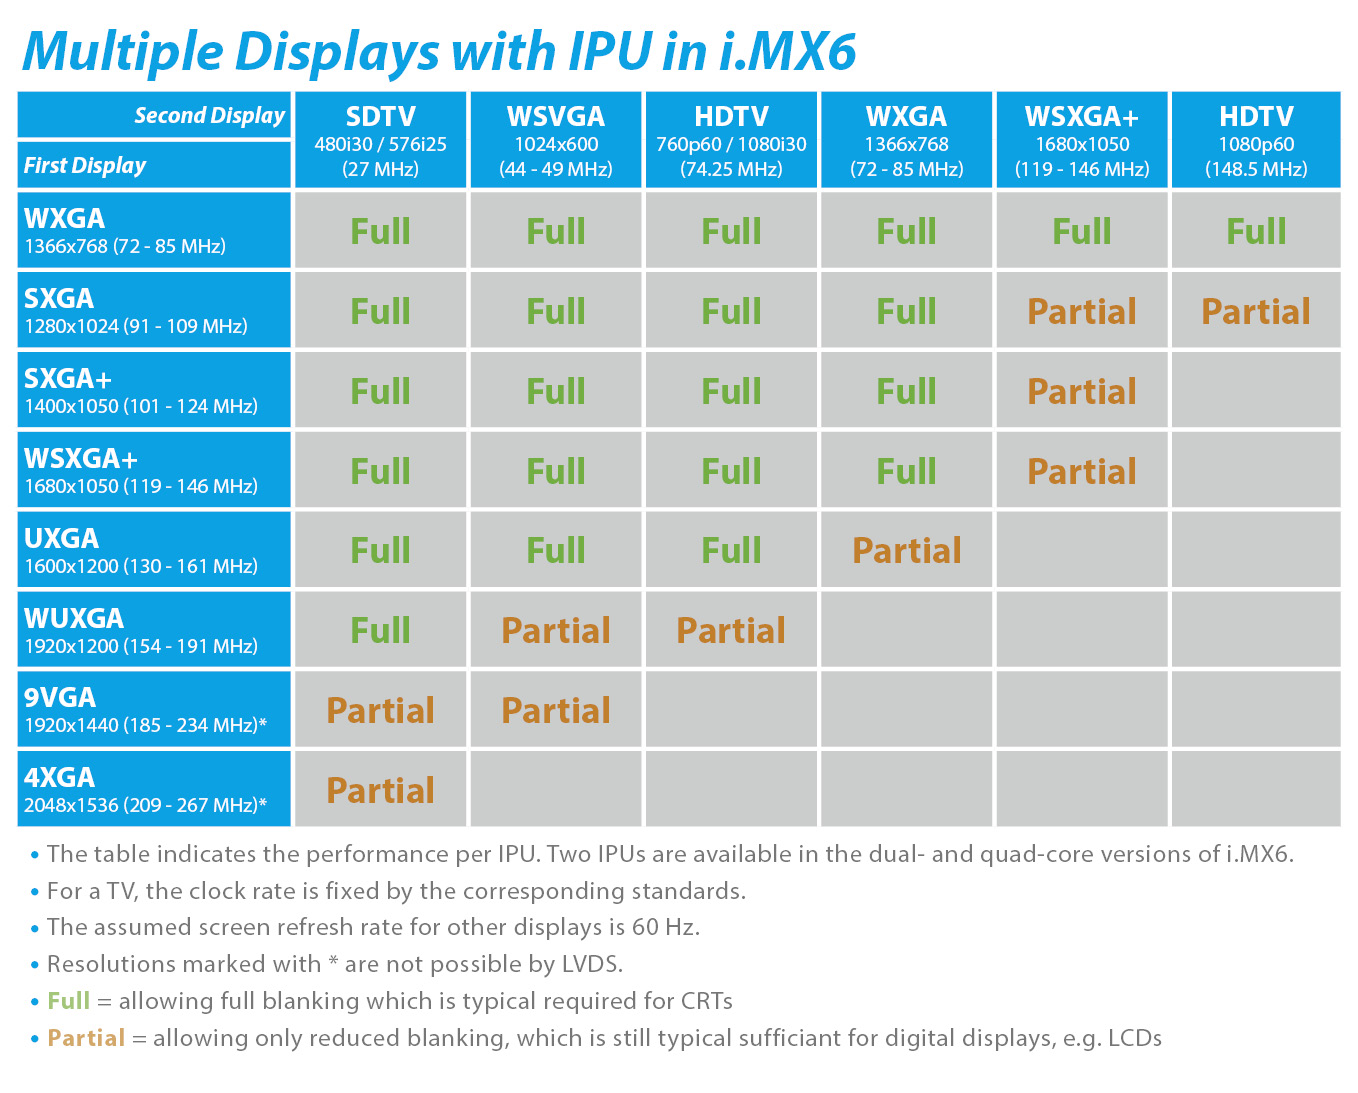 Multiple Displays with IPU in i.MX6
Second Display
First Display
SDTV
480i30 / 576i25
(27 MHz)
WSVGA
1024x600
(44 - 49 MHz)
HDTV
760p60 / 1080i30
(74.25 MHz)
WXGA
1366x768
(72 - 85 MHz)
WSXGA+
1680x1050
(119 - 146 MHz)
HDTV
1080p60
(148.5 MHz)
WXGA
1366x768 (72 - 85 MHz)
Full Full Full Full Full Full
SXGA
1280x1024 (91 - 109 MHz)
Full Full Full Full Partial Partial
SXGA+
1400x1050 (101 - 124 MHz)
Full Full Full Full Partial
WSXGA+
1680x1050 (119 - 146 MHz)
Full Full Full Full Partial
UXGA
1600x1200 (130 - 161 MHz)
Full Full Full Partial
WUXGA
1920x1200 (154 - 191 MHz)
Full Partial Partial
9VGA
1920x1440 (185 - 234 MHz)*
Partial Partial
4XGA
2048x1536 (209 - 267 MHz)*
Partial
• The table indicates the performance per IPU. Two IPUs are available in the dual- and quad-core versions of i.MX6.
• For a TV, the clock rate is fixed by the corresponding standards.
• The assumed screen refresh rate for other displays is 60 Hz.
• Resolutions marked with * are not possible by LVDS.
• Full = allowing full blanking which is typical required for CRTs
• Partial = allowing only reduced blanking, which is still typical sufficiant for digital displays, e.g. LCDs